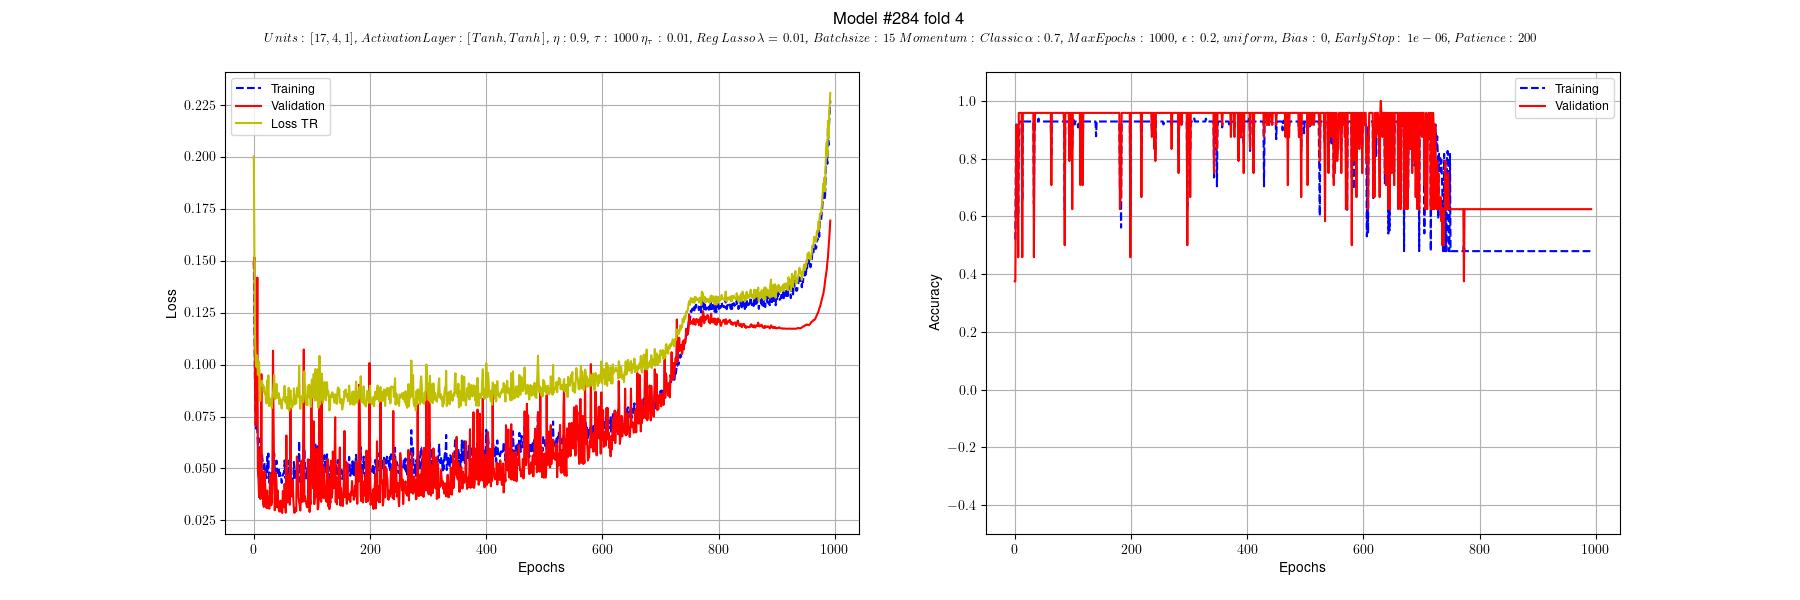 Model #284 fold 4
Units : [17, 4, 1], ActivationLayer : [Tanh, Tanh], η : 0.9, τ : 1000 η_τ : 0.01, Reg Lasso λ = 0.01, Batchsize : 15 Momentum : Classic α : 0.7, MaxEpochs : 1000, ϵ : 0.2, uniform, Bias : 0, EarlyStop : 1e − 06, Patience : 200
Training
Validation
Loss TR
0.225
0.200
0.175
0.150
0.125
0.100
0.075
0.050
0.025
Loss
0 200 400 600 800 1000
Epochs
Training
Validation
1.0
0.8
0.6
0.4
0.2
0.0
−0.2
−0.4
Accuracy
0 200 400 600 800 1000
Epochs